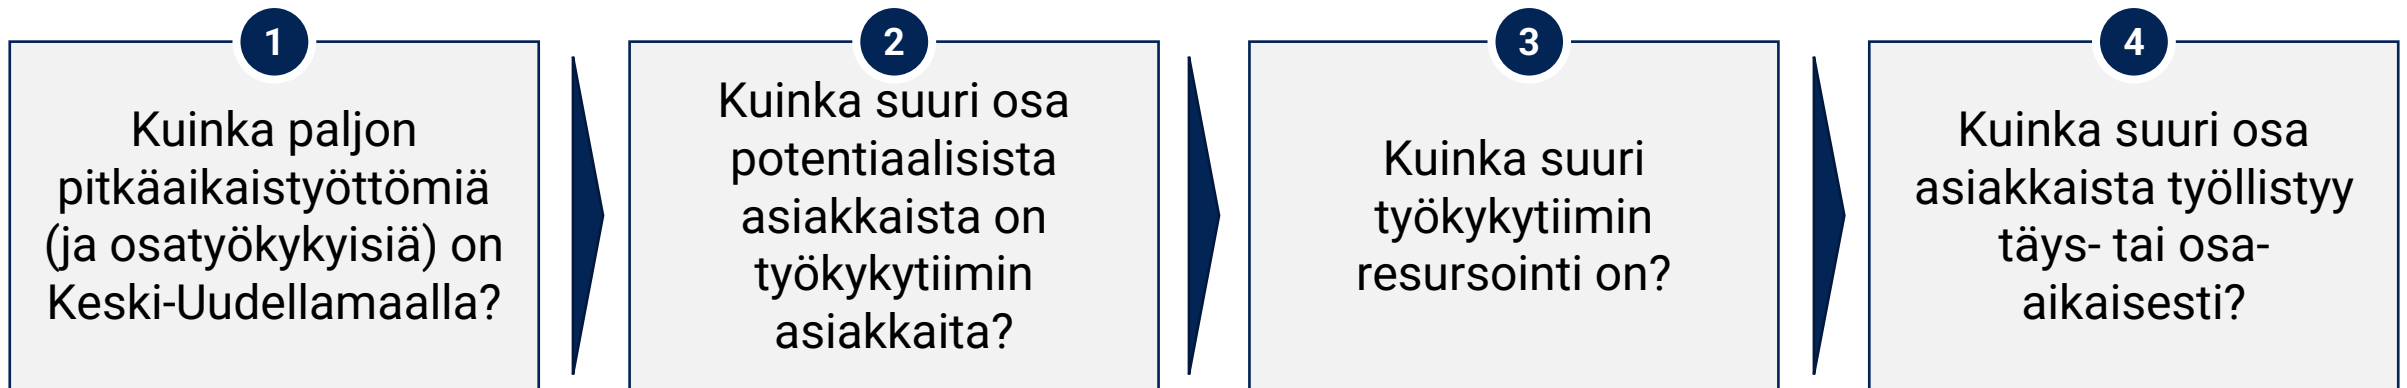 1
Kuinka paljon
pitkäaikaistyöttömiä
(ja osatyökykyisiä) on
Keski-Uudellamaalla?
2
Kuinka suuri osa
potentiaalisista
asiakkaista on
työkykytiimin
asiakkaita?
3
Kuinka suuri
työkykytiimin
resursointi on?
4
Kuinka suuri osa
asiakkaista työllistyy
täys- tai osa-
aikaisesti?